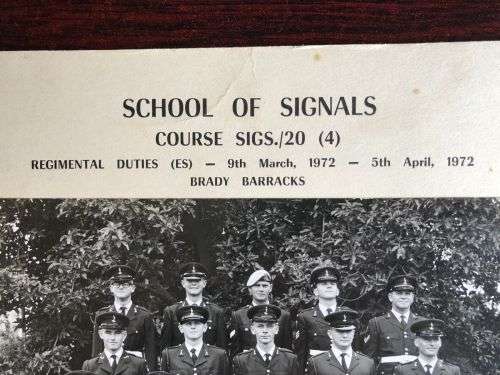 SCHOOL OF SIGNALS
COURSE SIGS./20 (4)
REGIMENTAL DUTIES (ES) — 9th March, 1972 — 5th April, 1972
BRADY BARRACKS